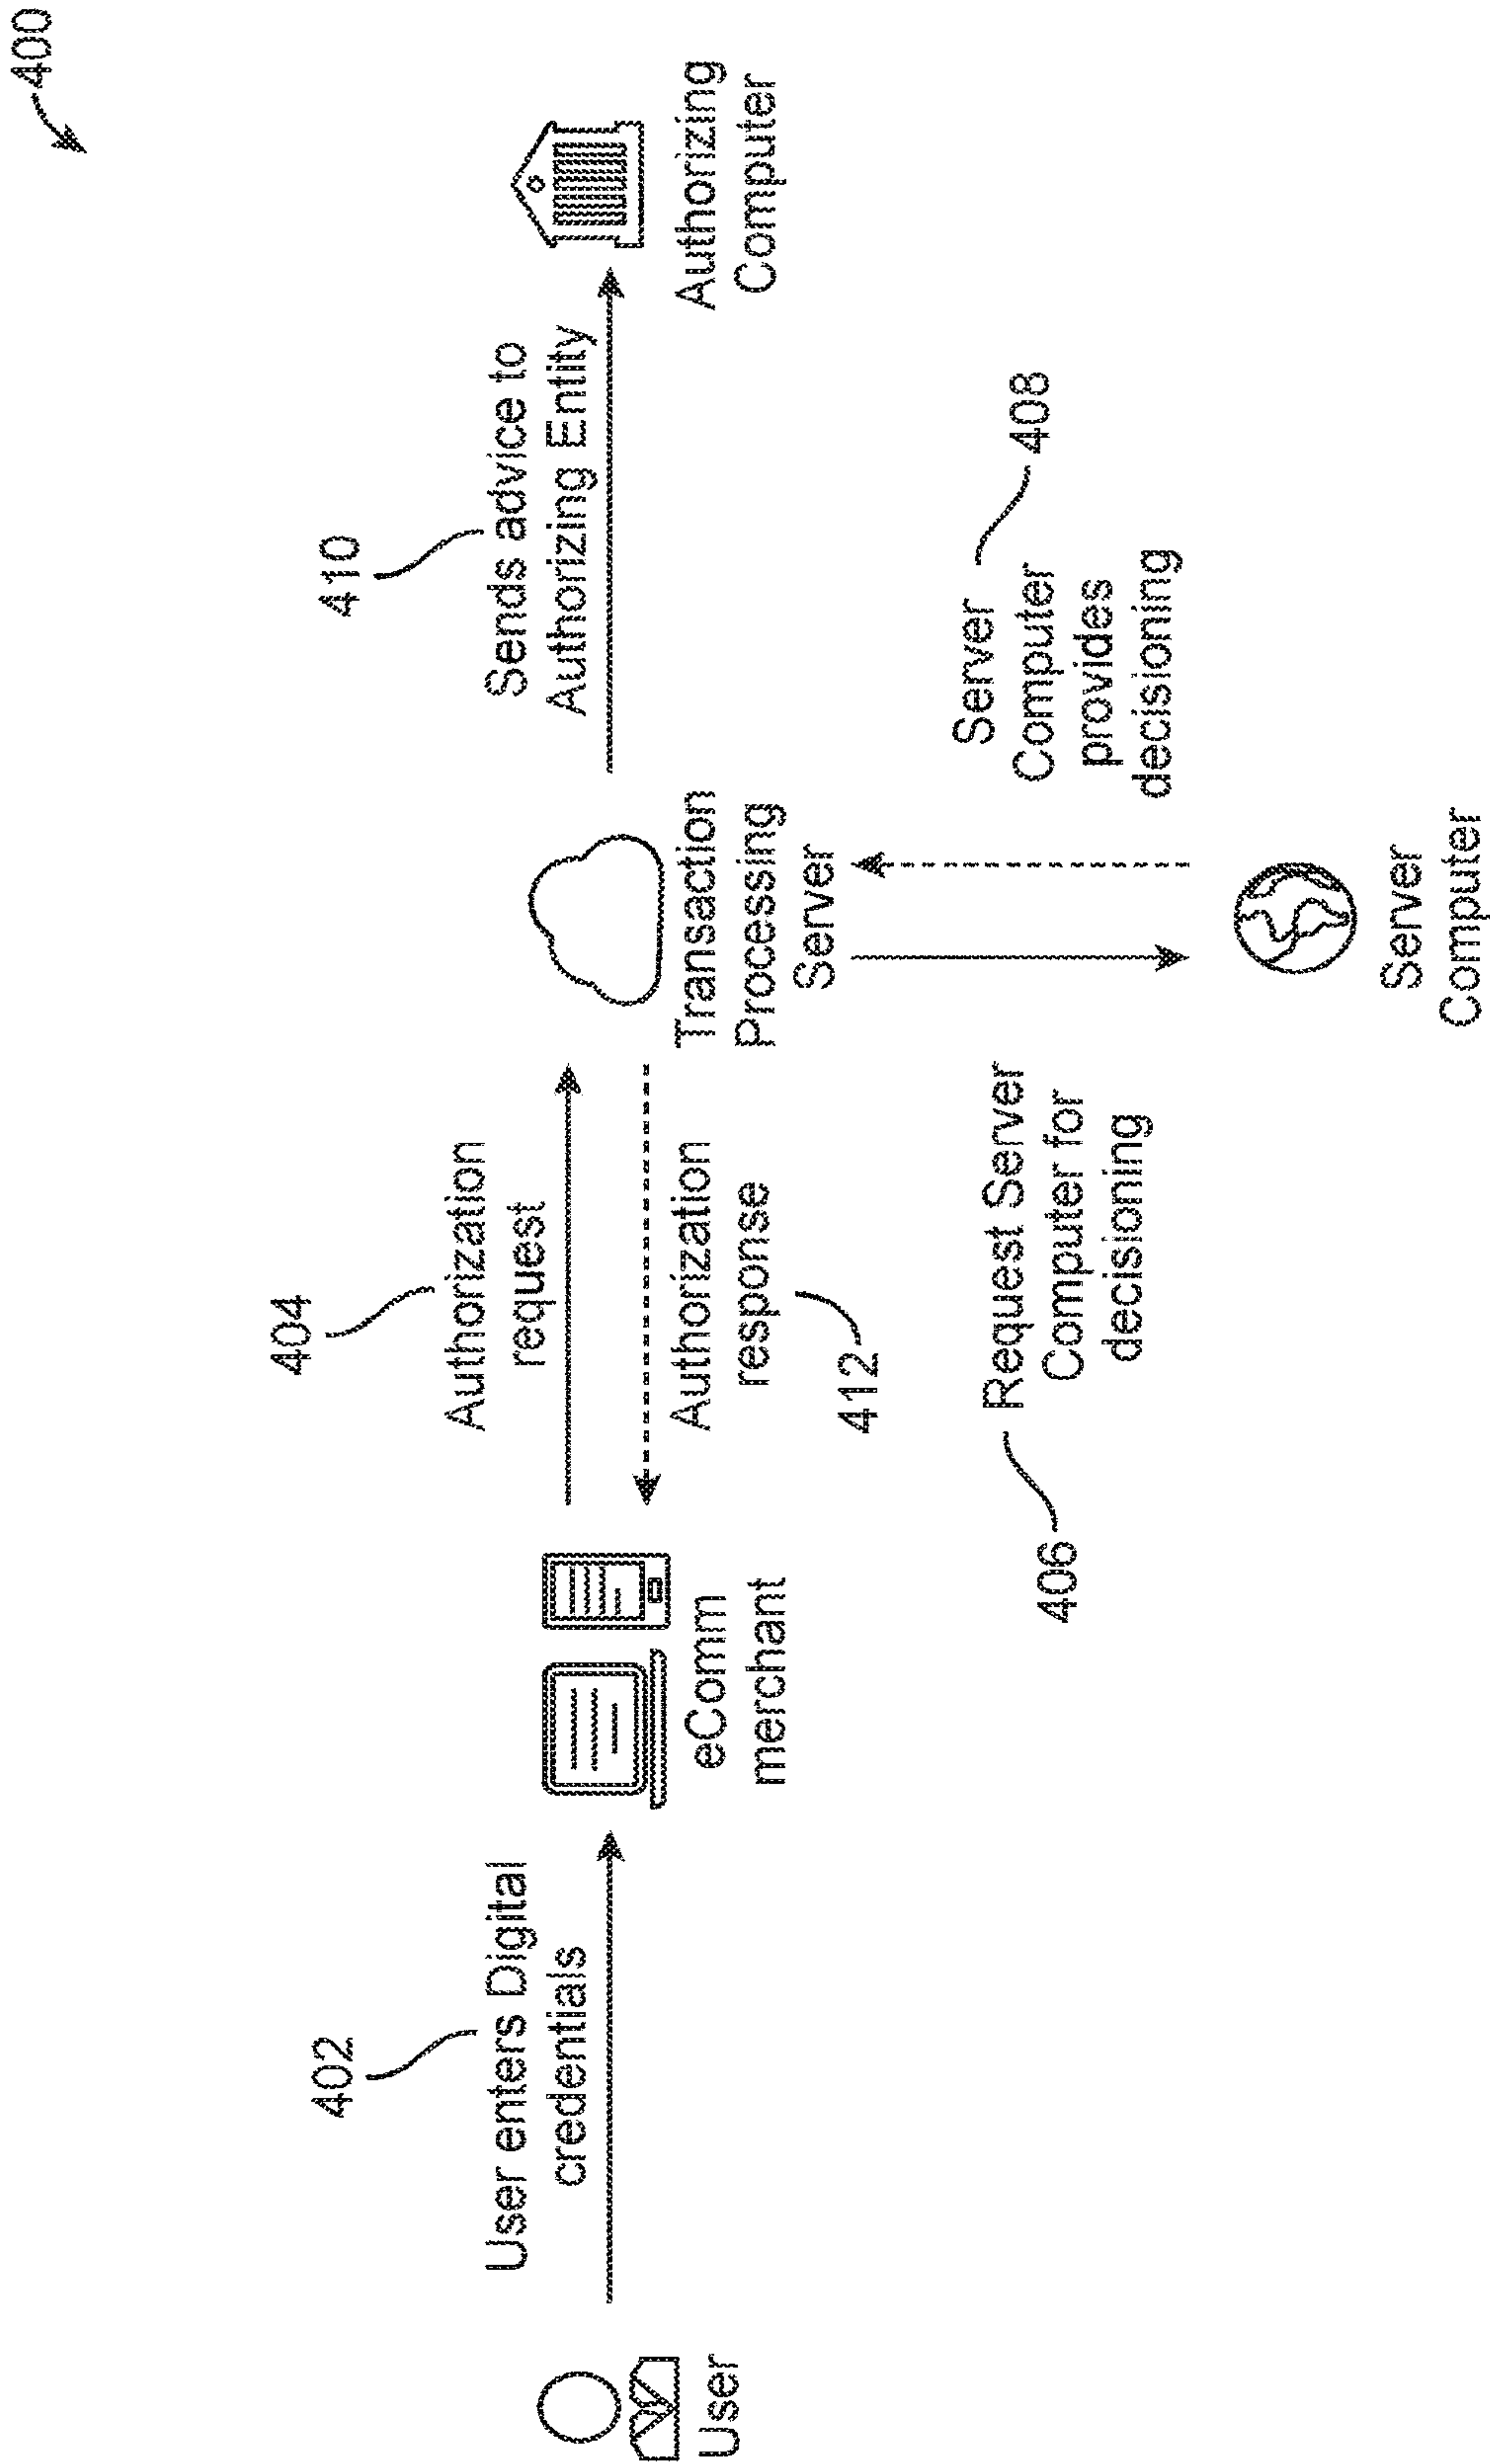 400
402
User enters Digital
credentials
User
eComm
merchant
404
Authorization
request
Authorization
response
412
Transaction
Processing
Server
410
Sends advice to
Authorizing Entity
Authorizing
Computer
406
Request Server
Computer for
decisioning
Server
Computer
provides
decisioning
408
Server
Computer